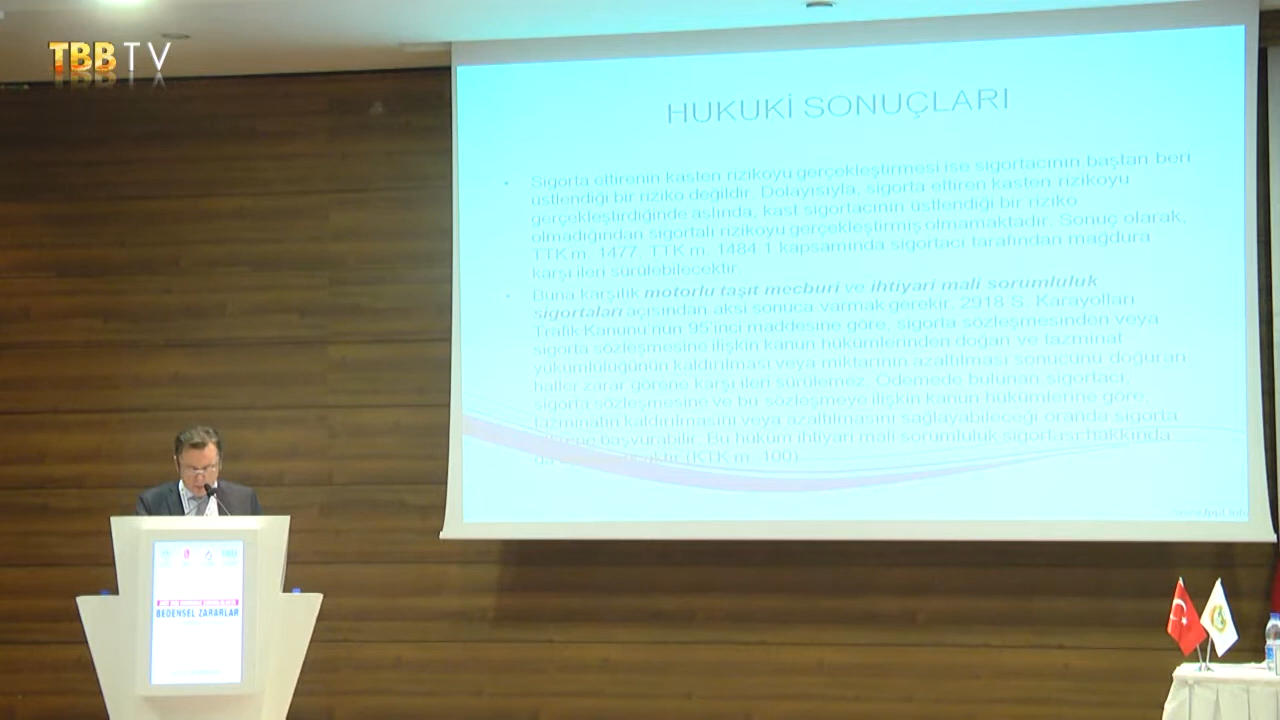 TBB TV
HUKUKİ SONUÇLARI
• Sigorta ettirenin kasten rizikoyu gerçekleştirmesi ise sigortacının baştan beri
üstlendiği bir riziko değildir. Dolayısıyla, sigorta ettiren kasten rizikoyu
gerçekleştirdiğinde aslında, kast sigortacının üstlendiği bir riziko
olmadığından sigortalı rizikoyu gerçekleştirmiş olmamaktadır. Sonuç olarak,
TTK m. 1477, TTK m. 1484/1 kapsamında sigortacı tarafından mağdura
karşı ileri sürülebilecektir.
• Buna karşılık motorlu taşıt mecburi ve ihtiyari mali sorumluluk
sigortaları açısından aksi sonuca varmak gerekir. 2918 S. Karayolları
Trafik Kanunu'nun 95'inci maddesine göre, sigorta sözleşmesinden veya
sigorta sözleşmesine ilişkin kanun hükümlerinden doğan ve tazminat
yükümlülüğünün kaldırılması veya miktarının azaltılması sonucunu doğuran
haller zarar görene karşı ileri sürülemez. Ödemede bulunan sigortacı,
sigorta sözleşmesine ve bu sözleşmeye ilişkin kanun hükümlerine göre,
tazminatın kaldırılmasını veya azaltılmasını sağlayabileceği oranda sigorta
ettirene başvurabilir. Bu hüküm ihtiyari mali sorumluluk sigortası hakkında
da (KTK m. 100).
BEDENSEL ZARARLAR